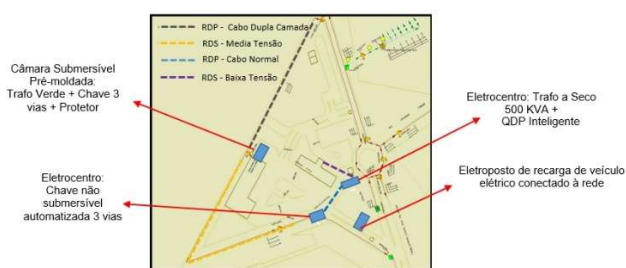 RDP - Cabo Dupla Camada
RDS - Media Tensão
RDP - Cabo Normal
RDS - Baixa Tensão
Câmara Submersível
Pré-moldada:
Trafo Verde + Chave 3
vias + Protetor
Eletrocentro:
Chave não
submersível
automatizada 3 vias
Eletrocentro: Trafo a Seco
500 KVA +
QDP Inteligente
Eletroposto de recarga de veículo
elétrico conectado à rede